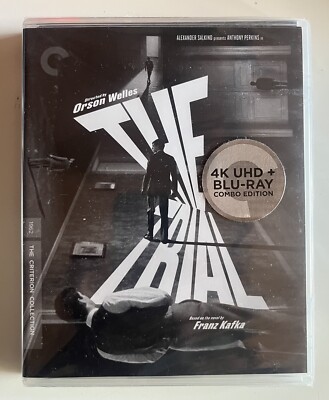 ALEXANDER SALKIND PRESENTS ANTHONY PERKINS IN
Directed by
Orson Welles
THE
TRIAL
4K UHD +
BLU-RAY
COMBO EDITION
1962 THE CRITERION COLLECTION
Based on the novel by
Franz Kafka